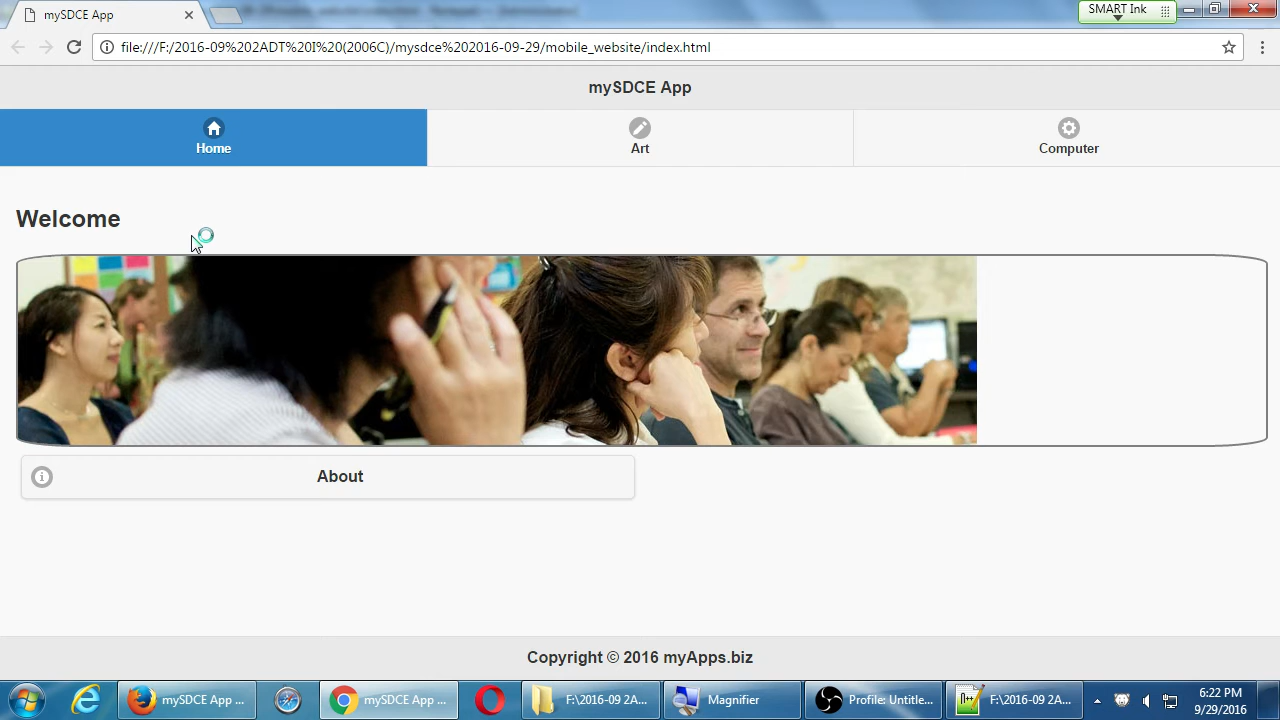 mySDCE App
SMART Ink
file:///F:/2016-09%202ADT%20I%20(2006C)/mysdce%202016-09-29/mobile_website/index.html
mySDCE App
Home
Art
Computer
Welcome
About
Copyright © 2016 myApps.biz
mySDCE App ...
mySDCE App ...
F:\2016-09 2A...
Magnifier
Profile: Untitle...
F:\2016-09 2A...
6:22 PM
9/29/2016